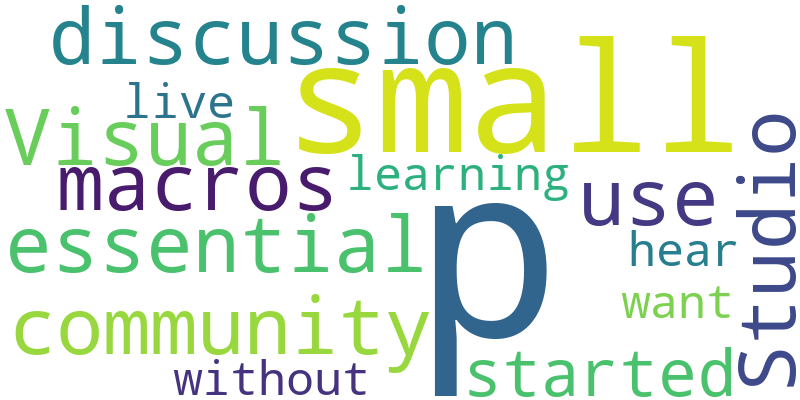 discussion
small
live
Visual
macros
learning
use
Studio
essential
p
hear
want
community
started
without